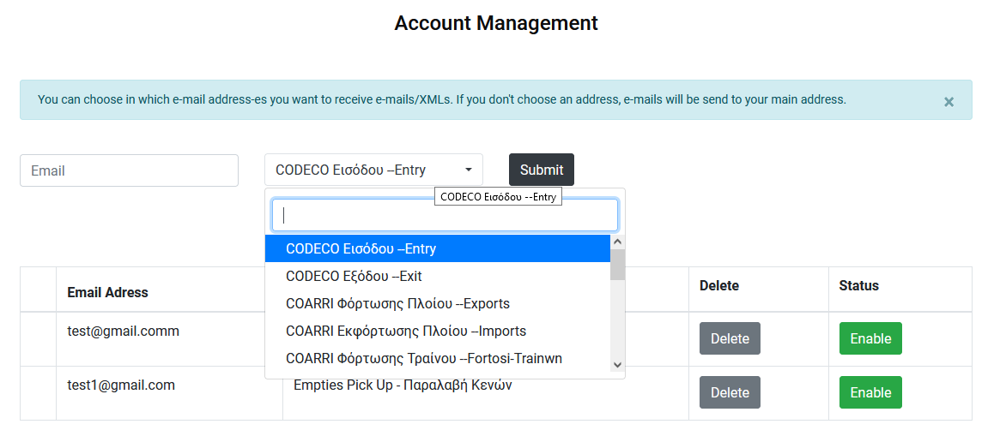 Account Management
You can choose in which e-mail address-es you want to receive e-mails/XMLs. If you don't choose an address, e-mails will be send to your main address.
×
Email
CODECO Εισόδου --Entry
Submit
CODECO Εισόδου --Entry
CODECO Εισόδου --Entry
CODECO Εξόδου --Exit
COARRI Φόρτωσης Πλοίου --Exports
COARRI Εκφόρτωσης Πλοίου --Imports
COARRI Φόρτωσης Τραίνου --Fortosi-Trainwn
Email Adress
Delete
Status
test@gmail.comm
Delete
Enable
test1@gmail.com
Empties Pick Up - Παραλαβή Κενών
Delete
Enable